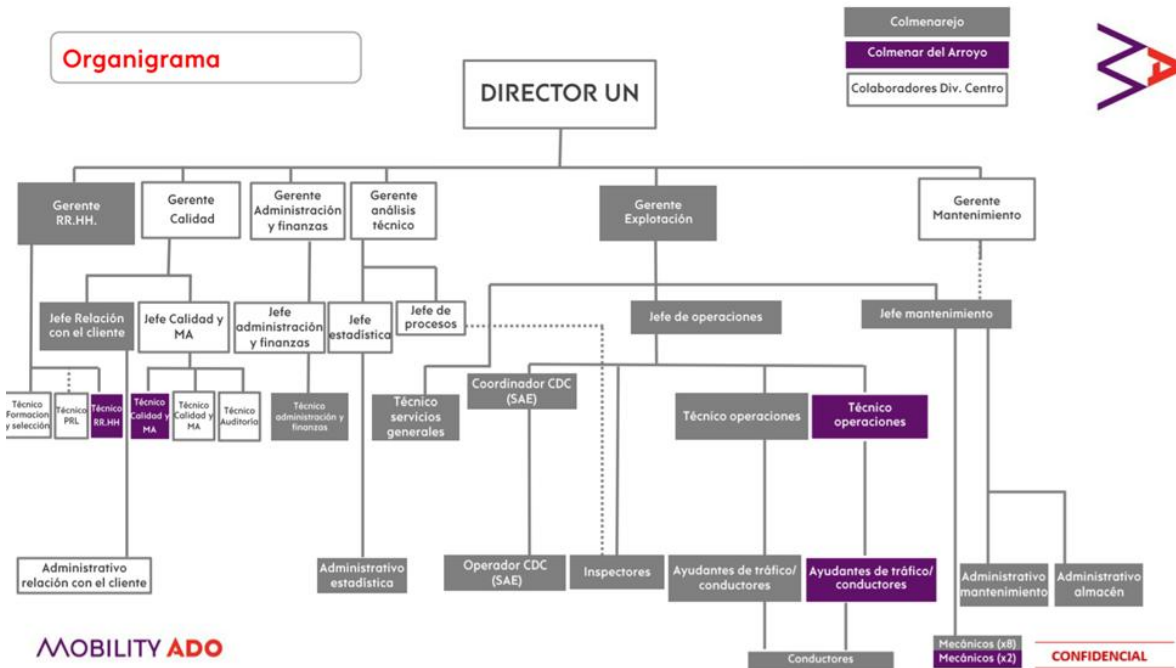 Organigrama
Colmenarejo
Colmenar del Arroyo
Colaboradores Div. Centro
DIRECTOR UN
Gerente
RR.HH.
Gerente
Calidad
Gerente
Administración
y finanzas
Gerente
análisis
técnico
Gerente
Explotación
Gerente
Mantenimiento
Jefe Relación
con el cliente
Jefe Calidad y
MA
Jefe
administración
y finanzas
Jefe
estadística
Jefe de
procesos
Jefe de operaciones
Jefe mantenimiento
Técnico
Formacion
y selección
Técnico
PRL
Técnico
RR.HH
Técnico
Calidad y
MA
Técnico
Calidad y
MA
Técnico
Auditoría
Técnico
administración y
finanzas
Técnico
servicios
generales
Coordinador CDC
(SAE)
Técnico operaciones
Técnico
operaciones
Administrativo
relación con el cliente
Administrativo
estadística
Operador CDC
(SAE)
Inspectores
Ayudantes de tráfico/
conductores
Ayudantes de tráfico/
conductores
Administrativo
mantenimiento
Administrativo
almacén
Conductores
Mecánicos (x8)
Mecánicos (x2)
MOBILITY ADO
CONFIDENCIAL